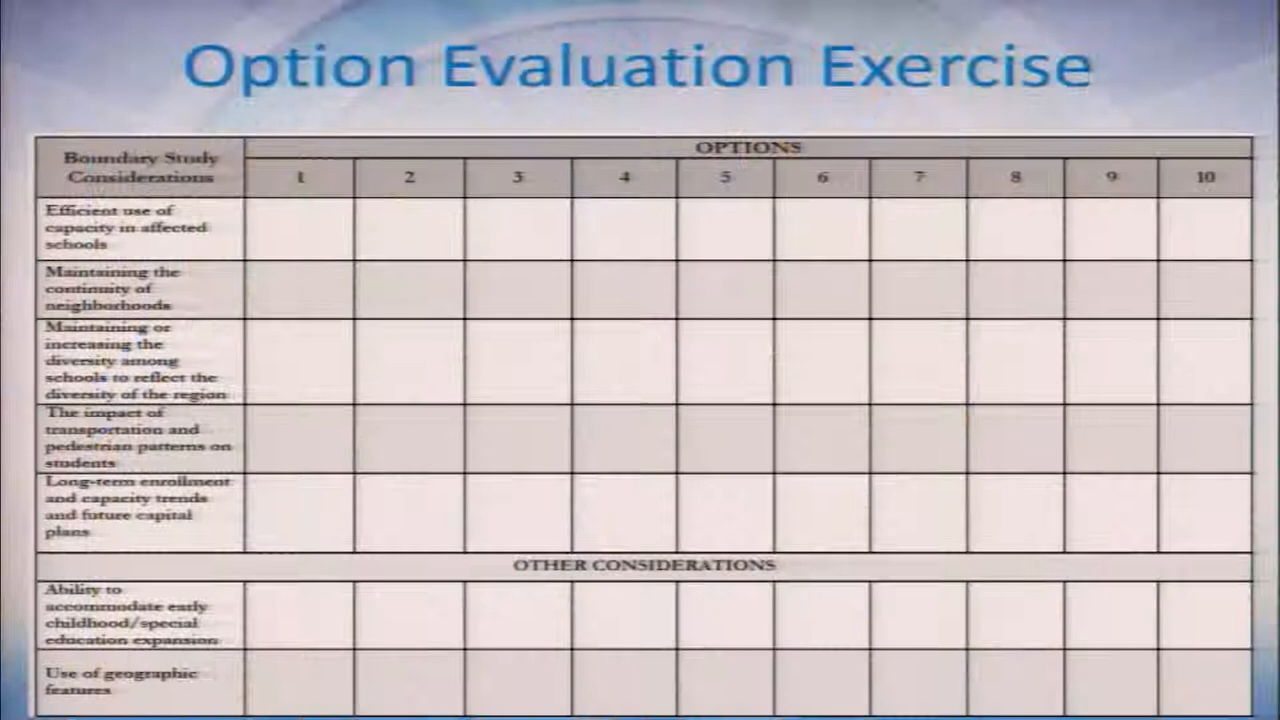 Option Evaluation Exercise
Boundary Study
Considerations
OPTIONS
1 2 3 4 5 6 7 8 9 10
Efficient use of
capacity in affected
schools
Maintaining the
continuity of
neighborhoods
Maintaining or
increasing the
diversity among
schools to reflect the
diversity of the region
The impact of
transportation and
pedestrian patterns on
students
Long-term enrollment
and capacity trends
and future capital
plans
OTHER CONSIDERATIONS
Ability to
accommodate early
childhood/special
education expansion
Use of geographic
features